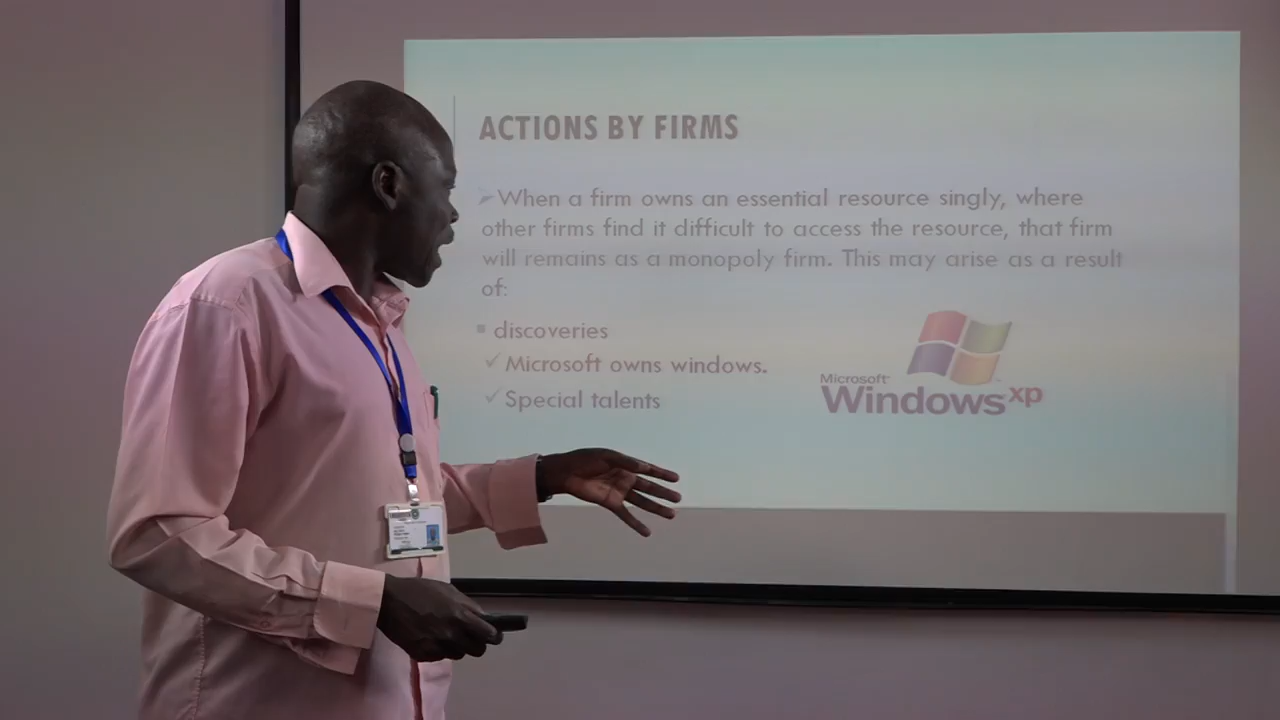 ACTIONS BY FIRMS
When a firm owns an essential resource singly, where
other firms find it difficult to access the resource, that firm
will remains as a monopoly firm. This may arise as a result
of:
discoveries
Microsoft owns windows.
Special talents
Microsoft
Windows xp